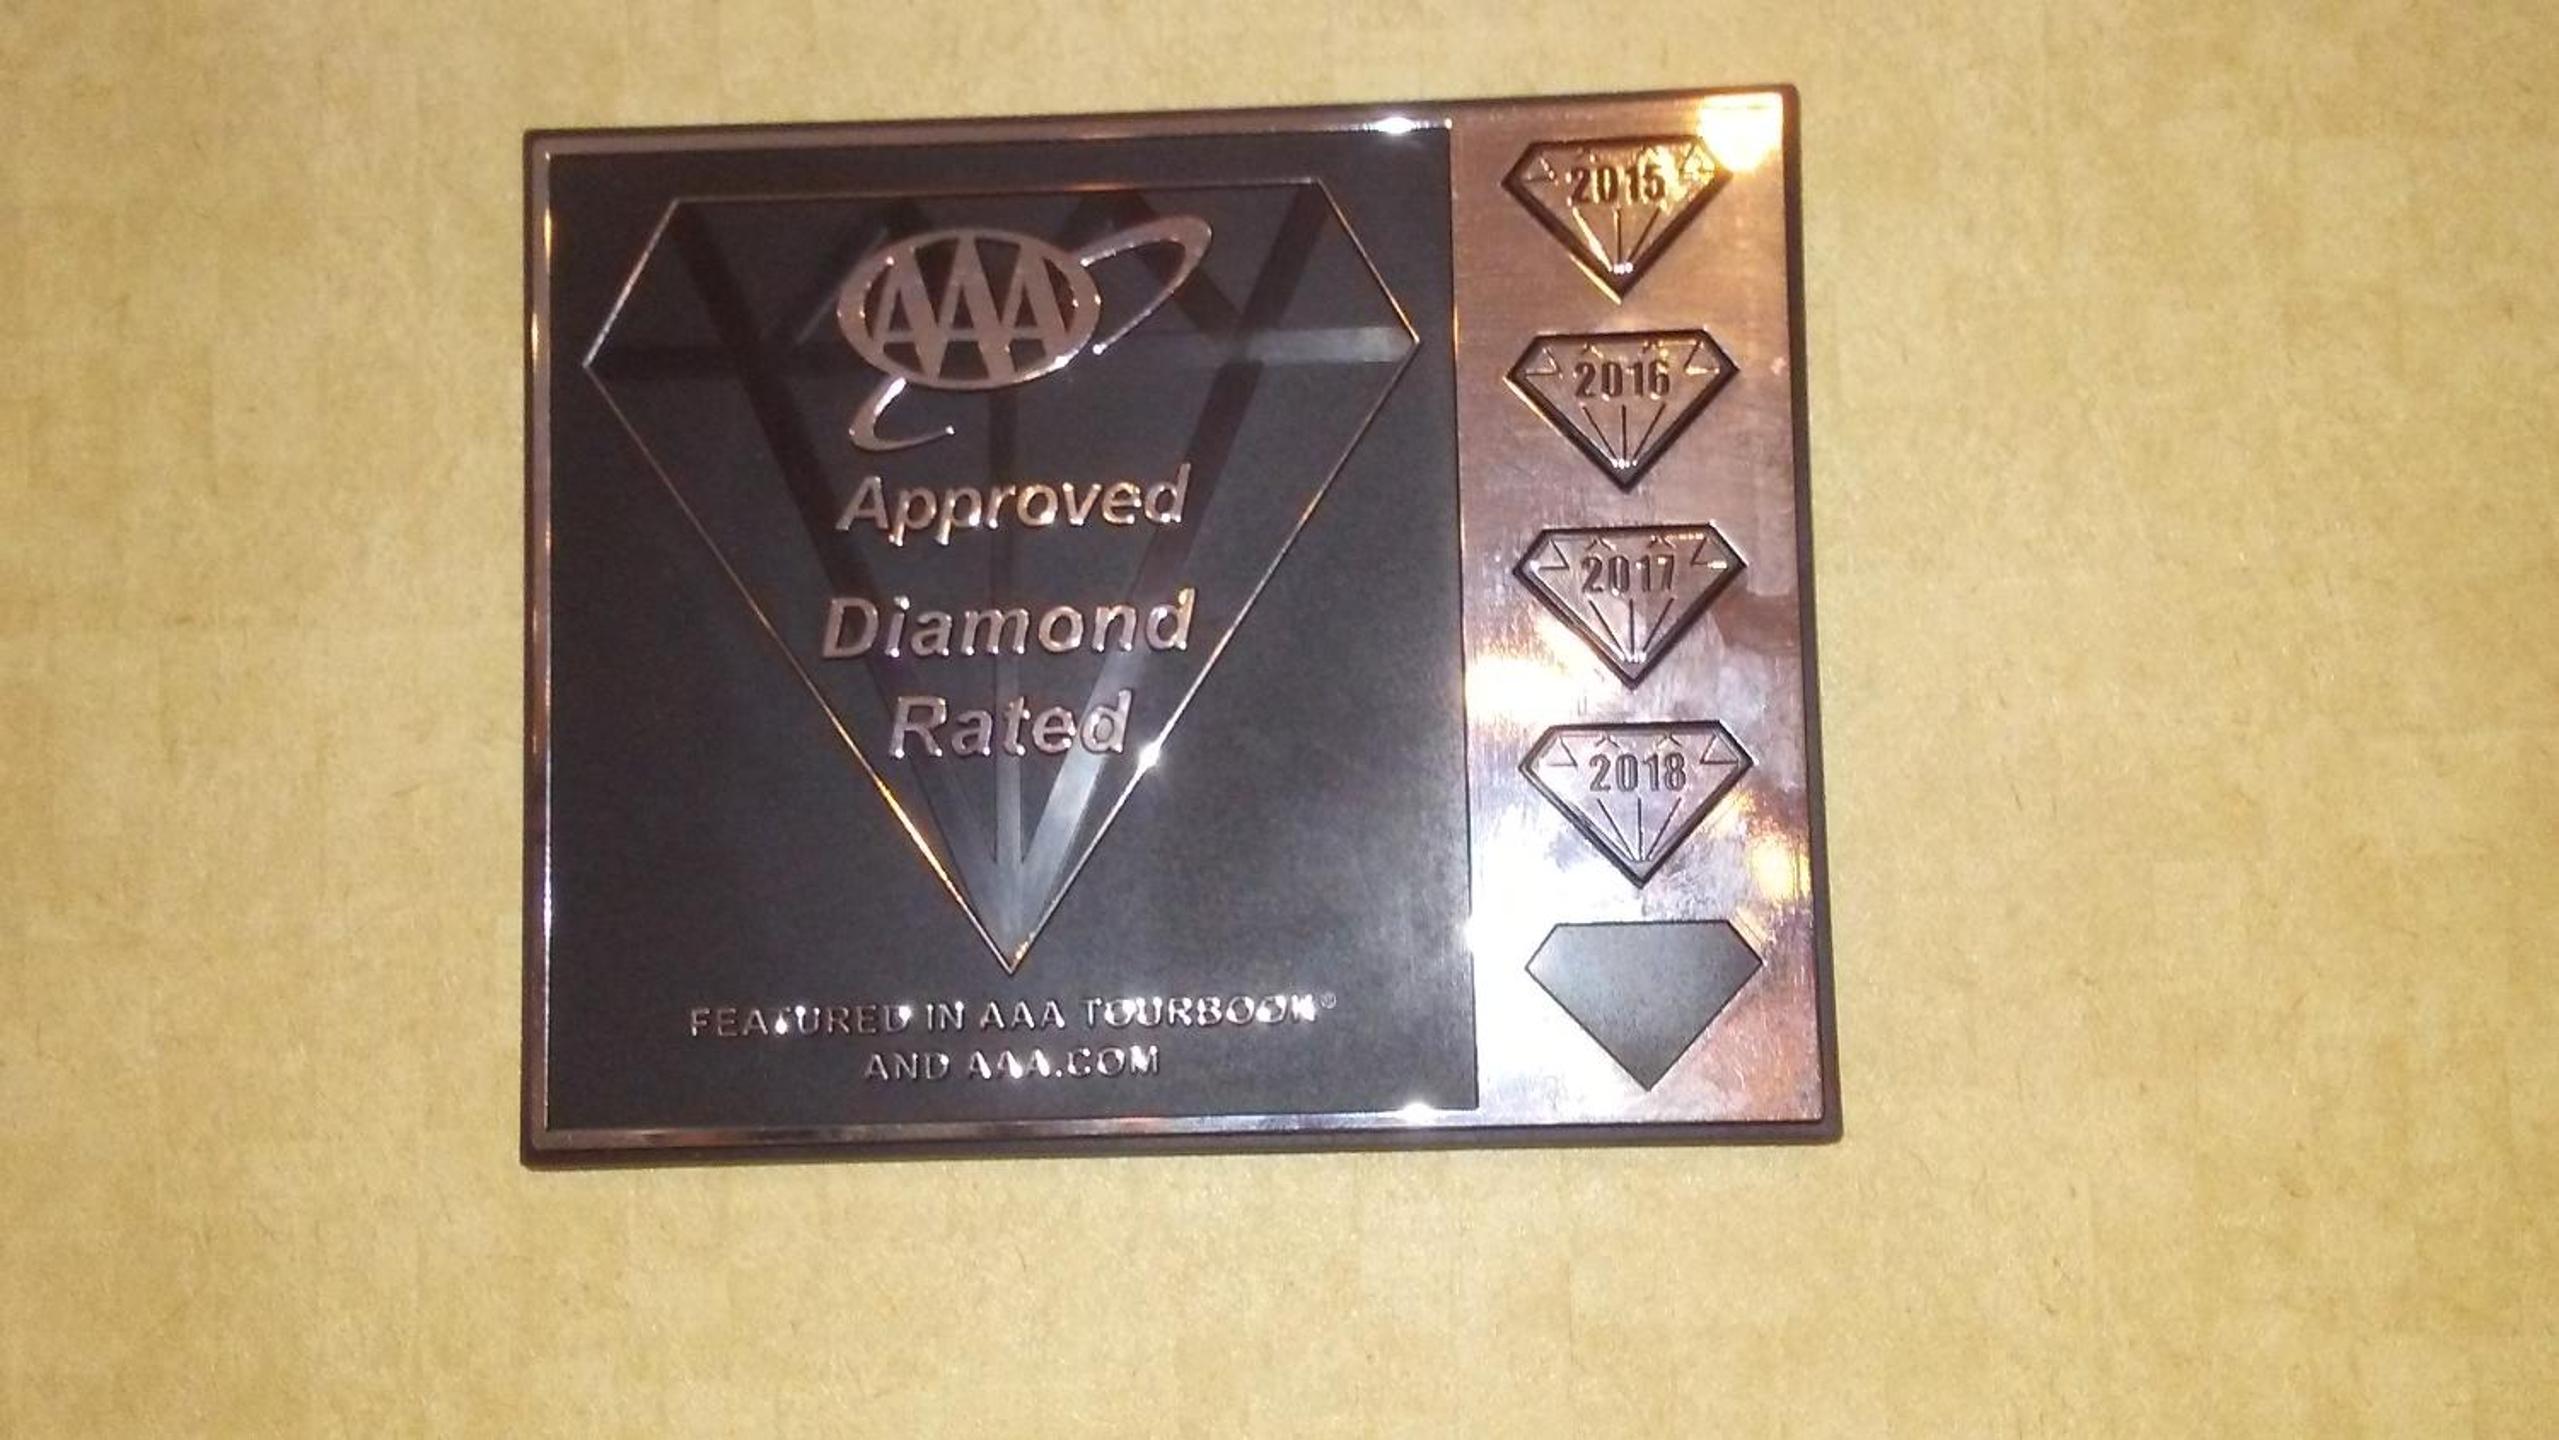 AAA
Approved
Diamond
Rated
FEATURED IN AAA TOURBOOK®
AND AAA.COM
2015
2016
2017
2018